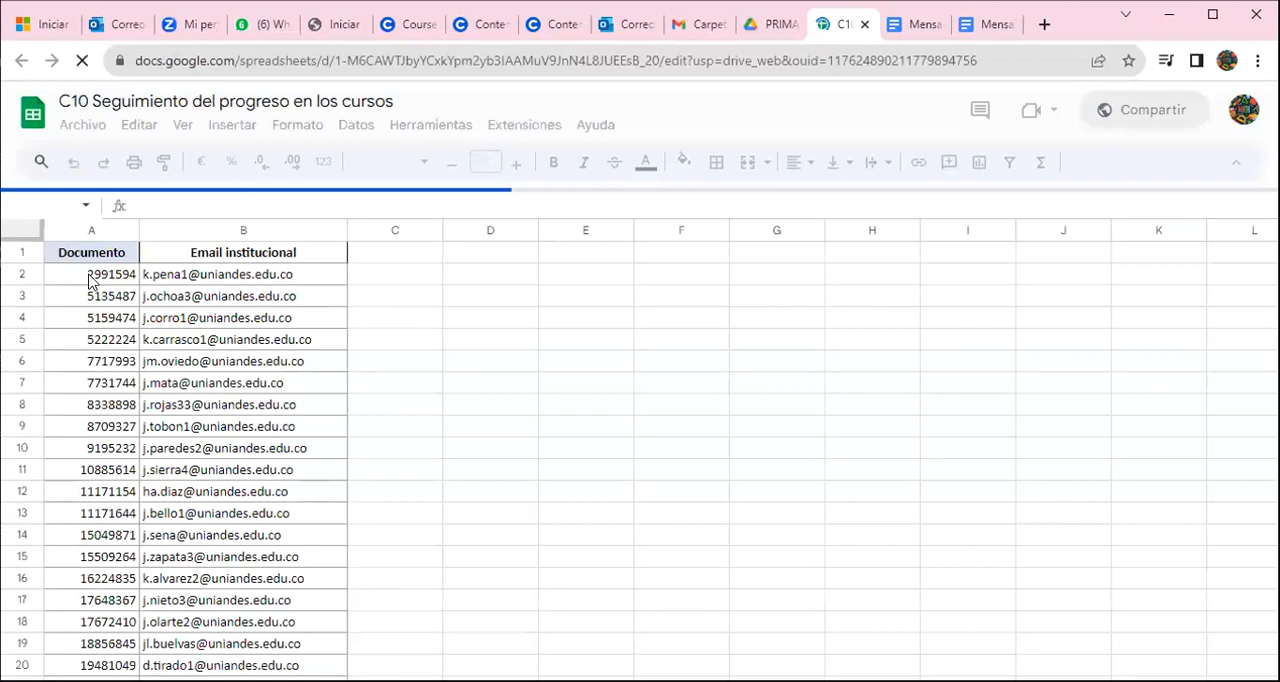 Iniciar Correo Mi per (6) Wh Iniciar Course Conte Conte Correc Carpet PRIMA C10 Mensa Mensa
docs.google.com/spreadsheets/d/1-M6CAWTJbyYCxkYpm2yb3IAAMuV9JnN4L8JUEEsB_20/edit?usp=drive_web&ouid=117624890211779894756
C10 Seguimiento del progreso en los cursos
Archivo Editar Ver Insertar Formato Datos Herramientas Extensiones Ayuda
Compartir
€ % .0 .00 123 B I S A Σ
fx
A B C D E F G H I J K L
1 Documento Email institucional
2 2991594 k.pena1@uniandes.edu.co
3 5135487 j.ochoa3@uniandes.edu.co
4 5159474 j.corro1@uniandes.edu.co
5 5222224 k.carrasco1@uniandes.edu.co
6 7717993 jm.oviedo@uniandes.edu.co
7 7731744 j.mata@uniandes.edu.co
8 8338898 j.rojas33@uniandes.edu.co
9 8709327 j.tobon1@uniandes.edu.co
10 9195232 j.paredes2@uniandes.edu.co
11 10885614 j.sierra4@uniandes.edu.co
12 11171154 ha.diaz@uniandes.edu.co
13 11171644 j.bello1@uniandes.edu.co
14 15049871 j.sena@uniandes.edu.co
15 15509264 j.zapata3@uniandes.edu.co
16 16224835 k.alvarez2@uniandes.edu.co
17 17648367 j.nieto3@uniandes.edu.co
18 17672410 j.olarte2@uniandes.edu.co
19 18856845 jl.buelvas@uniandes.edu.co
20 19481049 d.tirado1@uniandes.edu.co